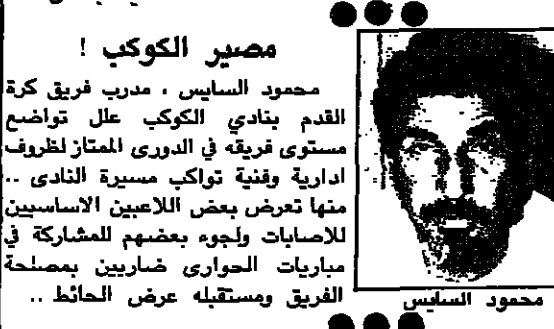 مصير الكوكب !
محمود السايس ، مدرب فريق كرة
القدم بنادي الكوكب علل تواضع
مستوى فريقه في الدورى الممتاز لظروف
ادارية وفنية تواكب مسيرة النادى ..
منها تعرض بعض اللاعبين الاساسيين
للاصابات ولجوء بعضهم للمشاركة في
مباريات الحوارى ضاربين بمصلحة
الفريق ومستقبله عرض الحائط ..
محمود السايس